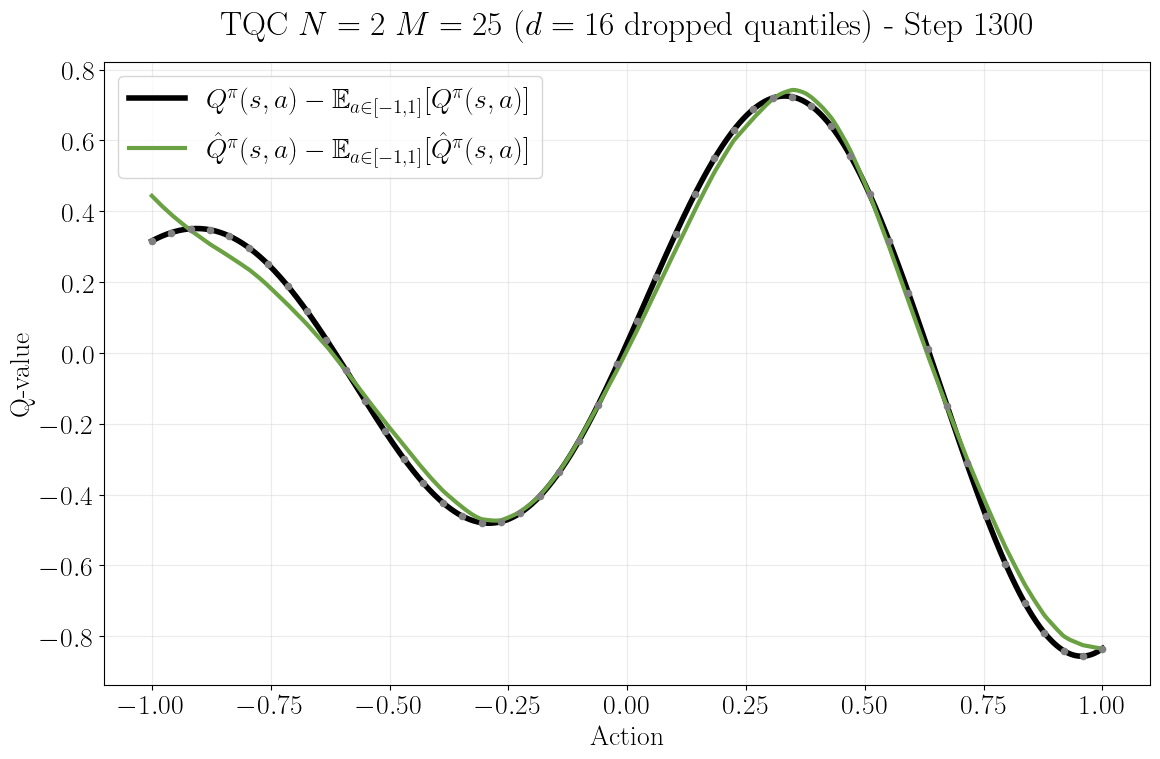 TQC N = 2 M = 25 (d = 16 dropped quantiles) - Step 1300
Q^π(s, a) − 𝔼_{a∈[−1,1]}[Q^π(s, a)]
Q̂^π(s, a) − 𝔼_{a∈[−1,1]}[Q̂^π(s, a)]
Q-value
0.8
0.6
0.4
0.2
0.0
−0.2
−0.4
−0.6
−0.8
−1.00 −0.75 −0.50 −0.25 0.00 0.25 0.50 0.75 1.00
Action